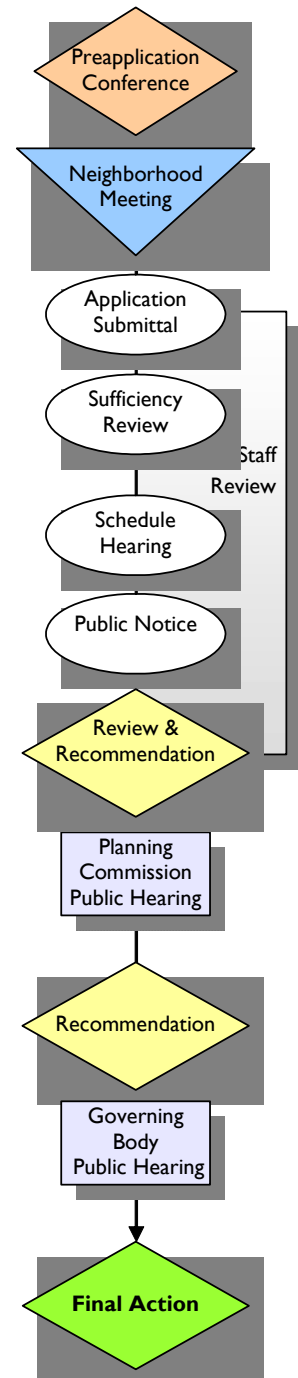 Preapplication
Conference
Neighborhood
Meeting
Application
Submittal
Sufficiency
Review
Staff
Review
Schedule
Hearing
Public Notice
Review &
Recommendation
Planning
Commission
Public Hearing
Recommendation
Governing
Body
Public Hearing
Final Action